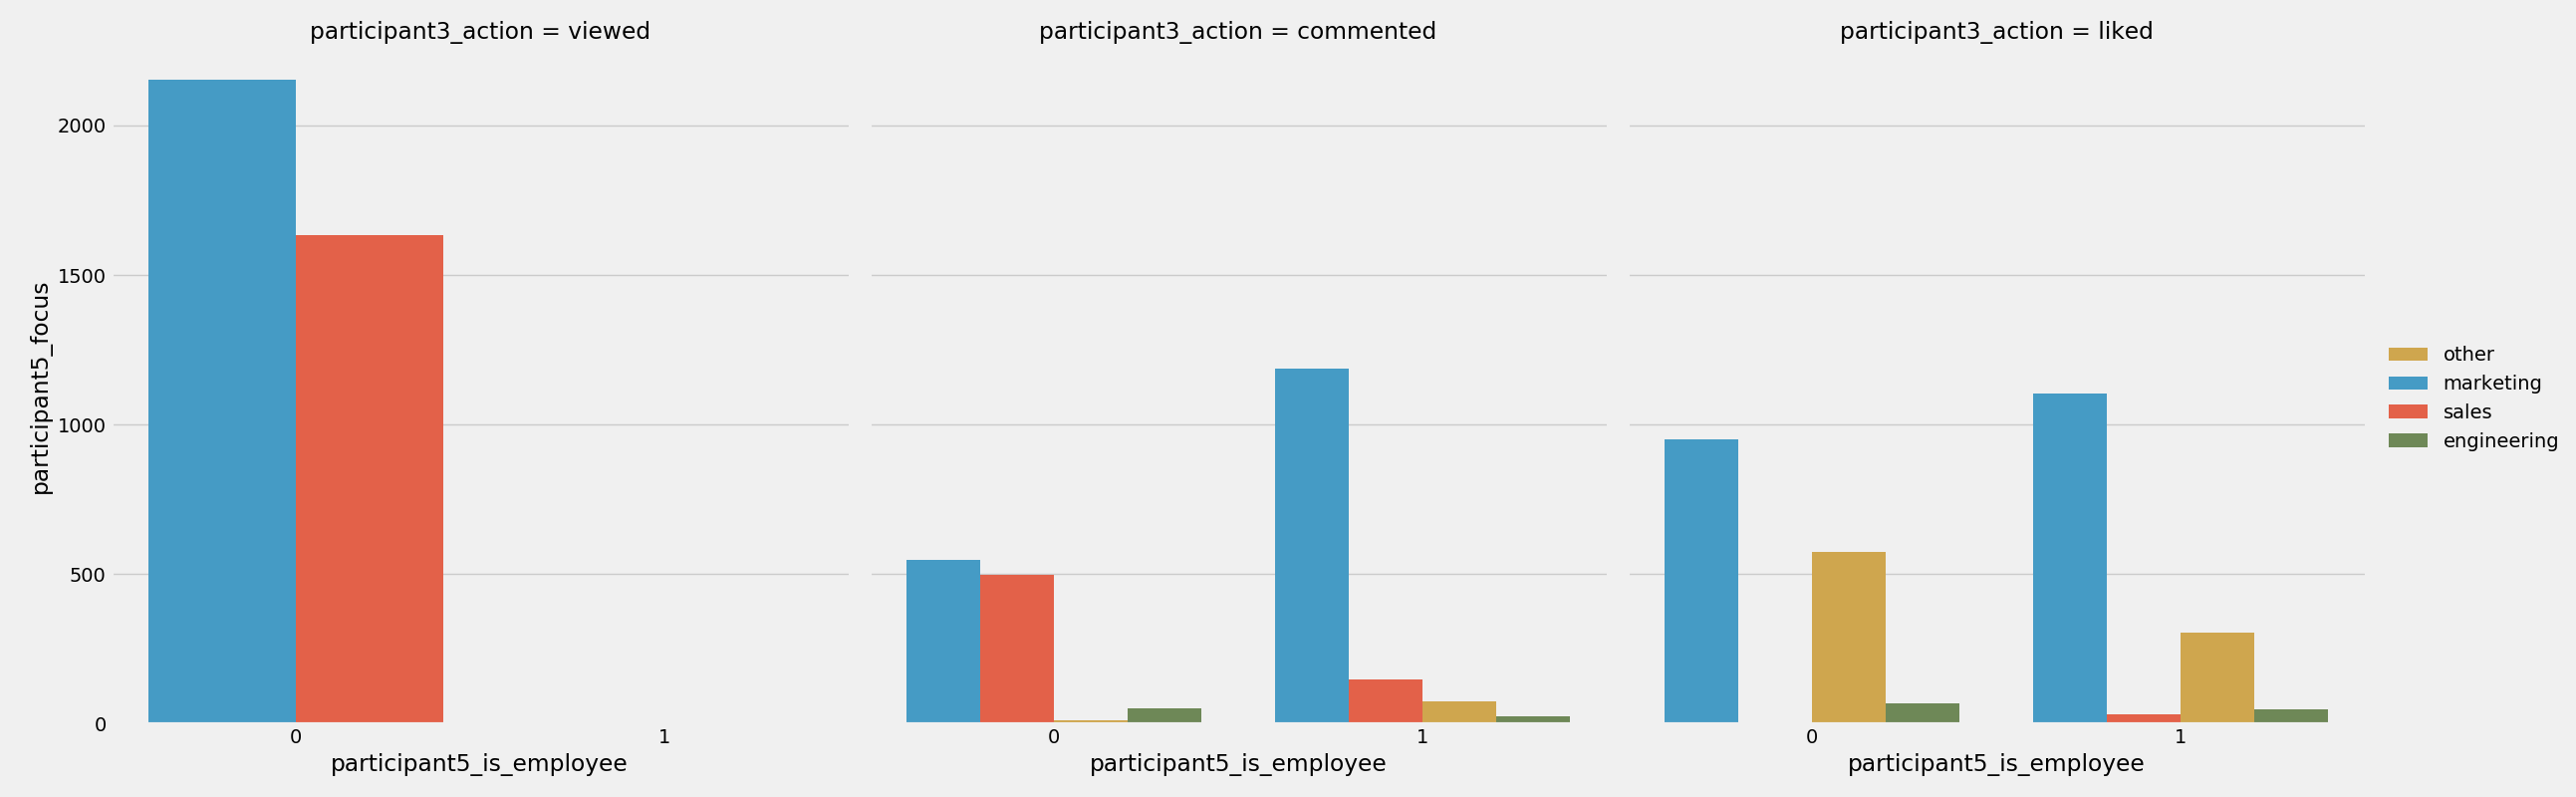 participant3_action = viewed
participant3_action = commented
participant3_action = liked
participant5_focus
2000
1500
1000
500
0
0 1
0 1
0 1
participant5_is_employee
participant5_is_employee
participant5_is_employee
other
marketing
sales
engineering